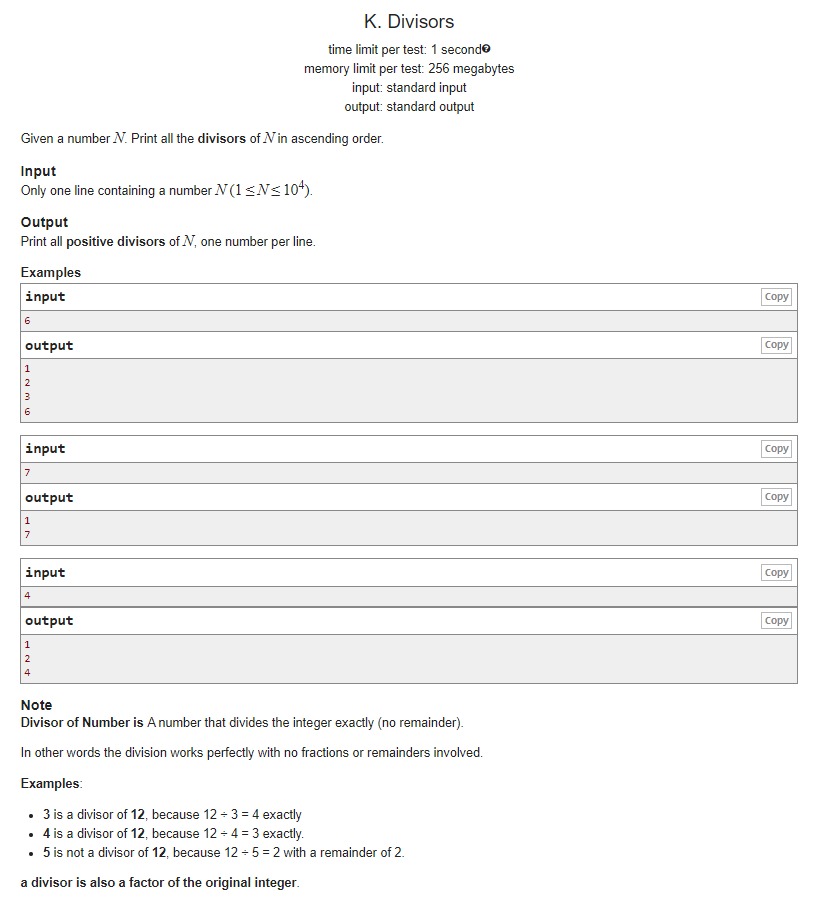 K. Divisors
time limit per test: 1 second?
memory limit per test: 256 megabytes
input: standard input
output: standard output
Given a number N. Print all the divisors of N in ascending order.
Input
Only one line containing a number N (1 ≤ N ≤ 10⁴).
Output
Print all positive divisors of N, one number per line.
Examples
input Copy
6
output Copy
1
2
3
6
input Copy
7
output Copy
1
7
input Copy
4
output Copy
1
2
4
Note
Divisor of Number is A number that divides the integer exactly (no remainder).
In other words the division works perfectly with no fractions or remainders involved.
Examples:
• 3 is a divisor of 12, because 12 ÷ 3 = 4 exactly
• 4 is a divisor of 12, because 12 ÷ 4 = 3 exactly.
• 5 is not a divisor of 12, because 12 ÷ 5 = 2 with a remainder of 2.
a divisor is also a factor of the original integer.